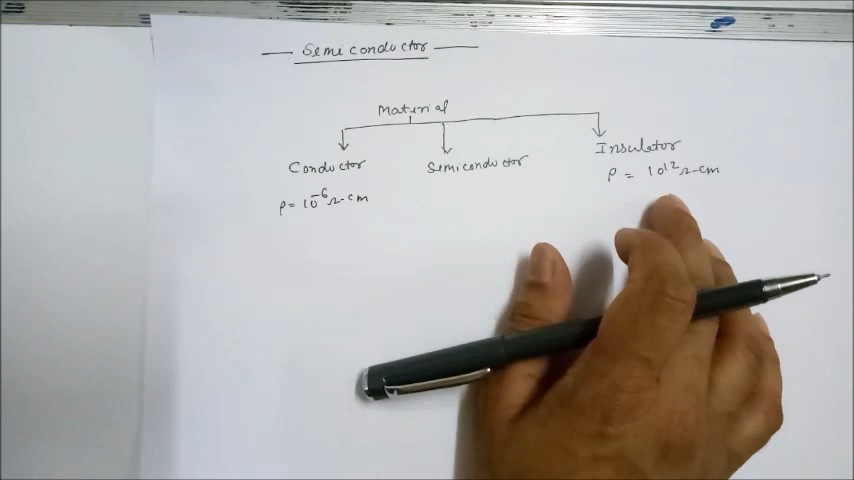 Semiconductor
Material
Conductor Semiconductor Insulator
ρ = 10⁻⁶ Ω-cm ρ = 10¹² Ω-cm